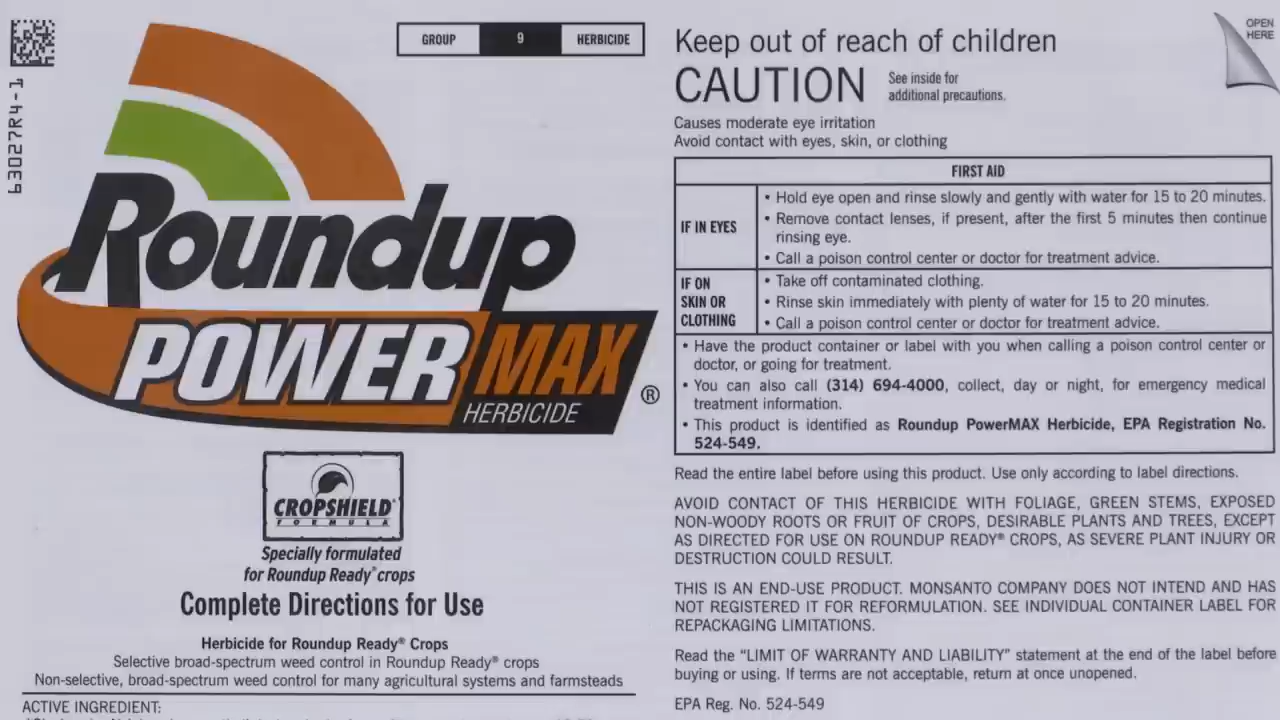 63027R4-1
GROUP 9 HERBICIDE
Roundup
POWERMAX
HERBICIDE
®
CROPSHIELD®
FORMULA
Specially formulated
for Roundup Ready® crops
Complete Directions for Use
Herbicide for Roundup Ready® Crops
Selective broad-spectrum weed control in Roundup Ready® crops
Non-selective, broad-spectrum weed control for many agricultural systems and farmsteads
ACTIVE INGREDIENT:
OPEN
HERE
Keep out of reach of children
CAUTION
See inside for
additional precautions.
Causes moderate eye irritation
Avoid contact with eyes, skin, or clothing
FIRST AID
IF IN EYES
• Hold eye open and rinse slowly and gently with water for 15 to 20 minutes.
• Remove contact lenses, if present, after the first 5 minutes then continue
rinsing eye.
• Call a poison control center or doctor for treatment advice.
IF ON
SKIN OR
CLOTHING
• Take off contaminated clothing.
• Rinse skin immediately with plenty of water for 15 to 20 minutes.
• Call a poison control center or doctor for treatment advice.
• Have the product container or label with you when calling a poison control center or
doctor, or going for treatment.
• You can also call (314) 694-4000, collect, day or night, for emergency medical
treatment information.
• This product is identified as Roundup PowerMAX Herbicide, EPA Registration No.
524-549.
Read the entire label before using this product. Use only according to label directions.
AVOID CONTACT OF THIS HERBICIDE WITH FOLIAGE, GREEN STEMS, EXPOSED
NON-WOODY ROOTS OR FRUIT OF CROPS, DESIRABLE PLANTS AND TREES, EXCEPT
AS DIRECTED FOR USE ON ROUNDUP READY® CROPS, AS SEVERE PLANT INJURY OR
DESTRUCTION COULD RESULT.
THIS IS AN END-USE PRODUCT. MONSANTO COMPANY DOES NOT INTEND AND HAS
NOT REGISTERED IT FOR REFORMULATION. SEE INDIVIDUAL CONTAINER LABEL FOR
REPACKAGING LIMITATIONS.
Read the “LIMIT OF WARRANTY AND LIABILITY” statement at the end of the label before
buying or using. If terms are not acceptable, return at once unopened.
EPA Reg. No. 524-549